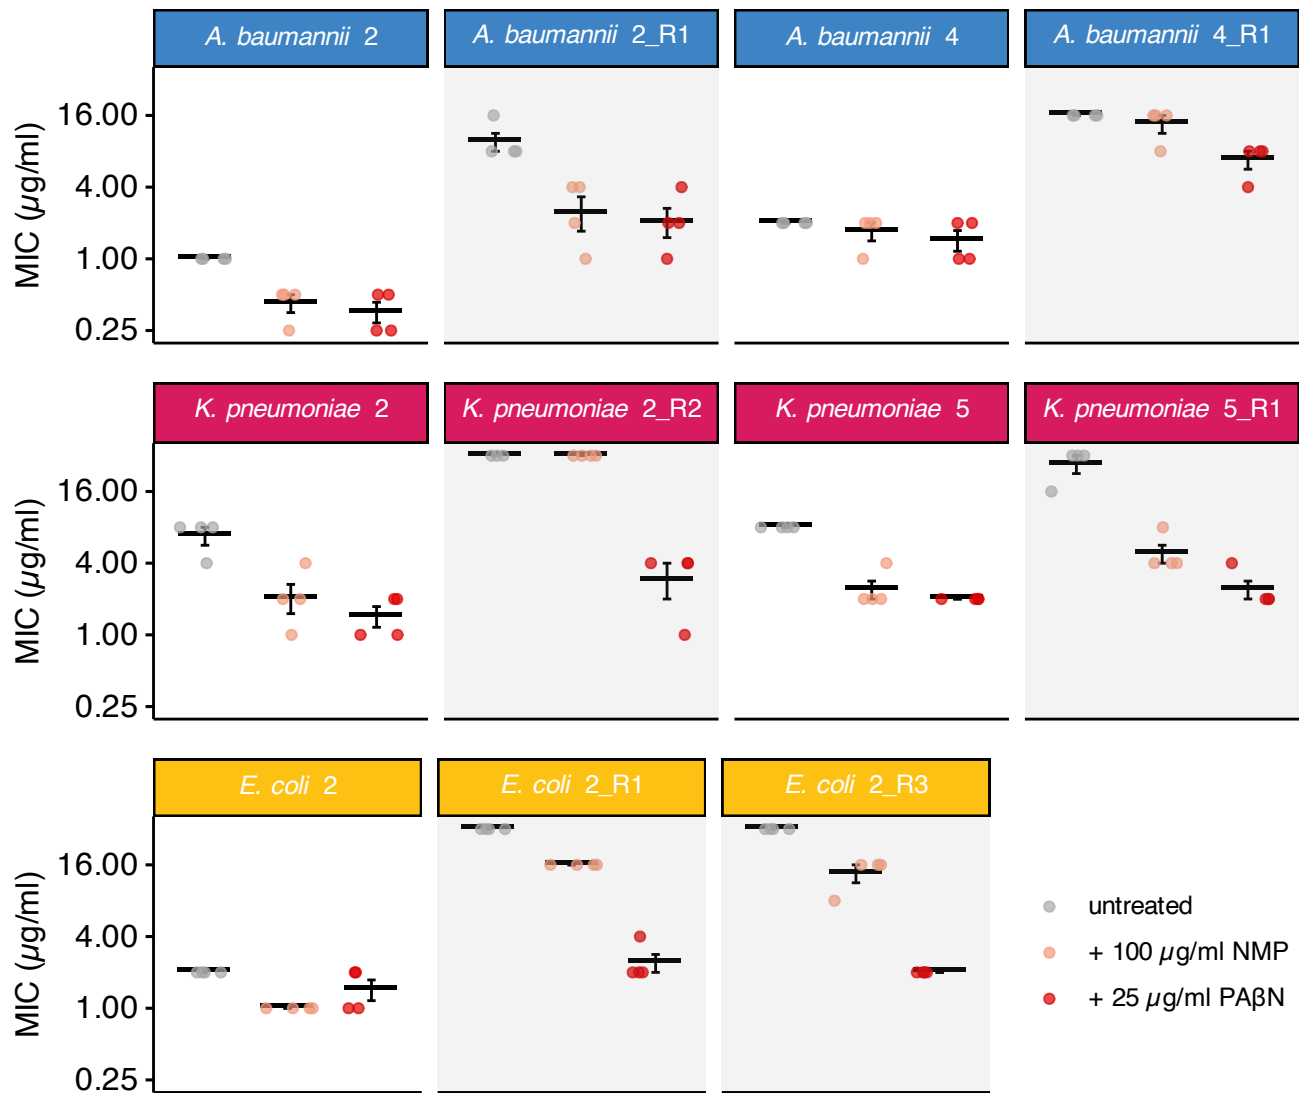 A. baumannii 2
A. baumannii 2_R1
A. baumannii 4
A. baumannii 4_R1
MIC (µg/ml)
16.00
4.00
1.00
0.25
K. pneumoniae 2
K. pneumoniae 2_R2
K. pneumoniae 5
K. pneumoniae 5_R1
MIC (µg/ml)
16.00
4.00
1.00
0.25
E. coli 2
E. coli 2_R1
E. coli 2_R3
MIC (µg/ml)
16.00
4.00
1.00
0.25
untreated
+ 100 µg/ml NMP
+ 25 µg/ml PAβN